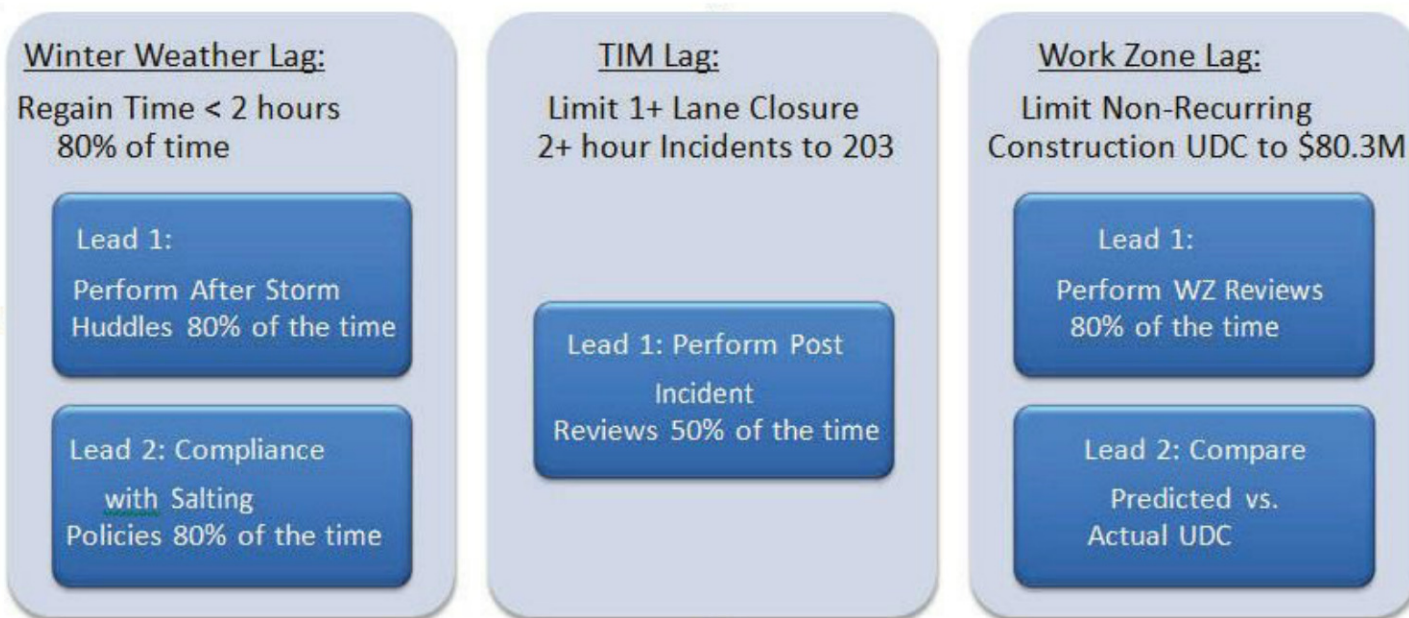 Winter Weather Lag:
Regain Time < 2 hours
80% of time
Lead 1:
Perform After Storm
Huddles 80% of the time
Lead 2: Compliance
with Salting
Policies 80% of the time
TIM Lag:
Limit 1+ Lane Closure
2+ hour Incidents to 203
Lead 1: Perform Post
Incident
Reviews 50% of the time
Work Zone Lag:
Limit Non-Recurring
Construction UDC to $80.3M
Lead 1:
Perform WZ Reviews
80% of the time
Lead 2: Compare
Predicted vs.
Actual UDC